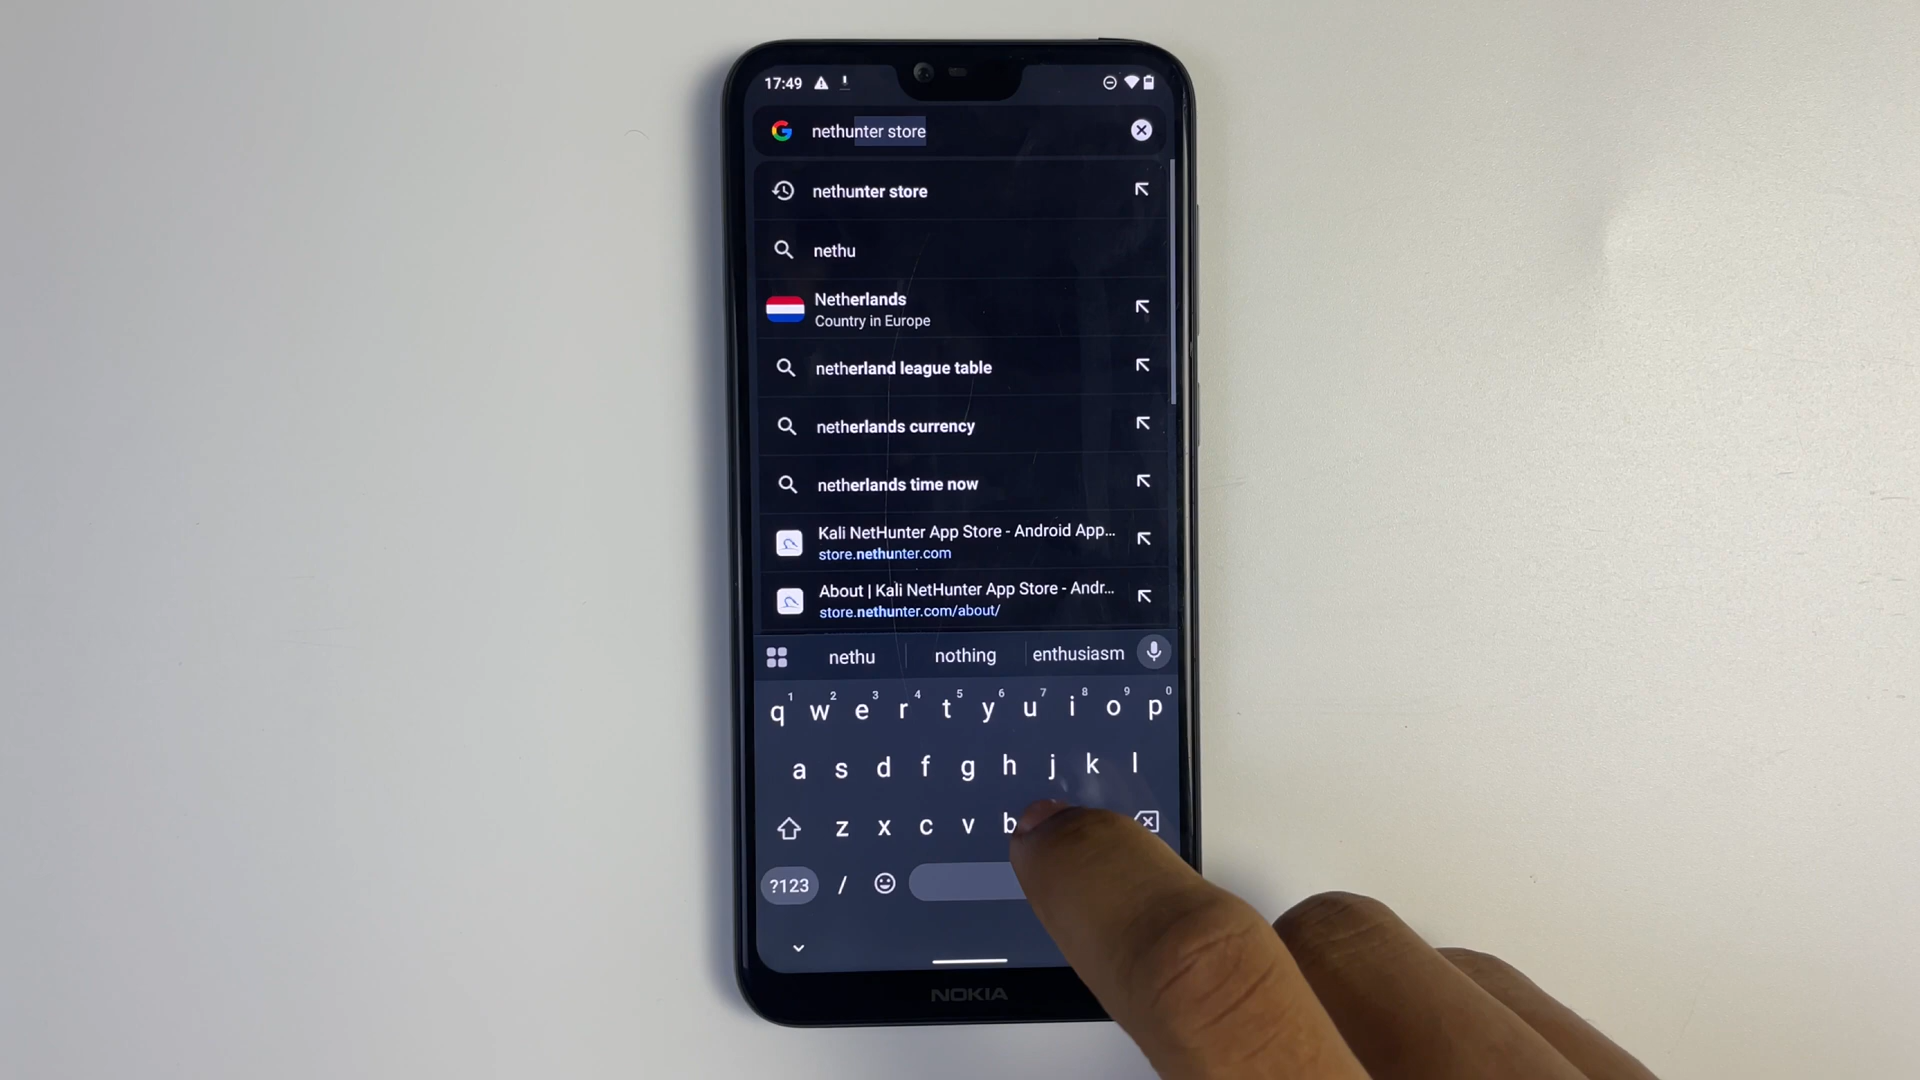 17:49
nethunter store
nethunter store
nethu
Netherlands
Country in Europe
netherland league table
netherlands currency
netherlands time now
Kali NetHunter App Store - Android App...
store.nethunter.com
About | Kali NetHunter App Store - Andr...
store.nethunter.com/about/
nethu nothing enthusiasm
1 2 3 4 5 6 7 8 9 0
q w e r t y u i o p
a s d f g h j k l
z x c v b
?123 /
NOKIA